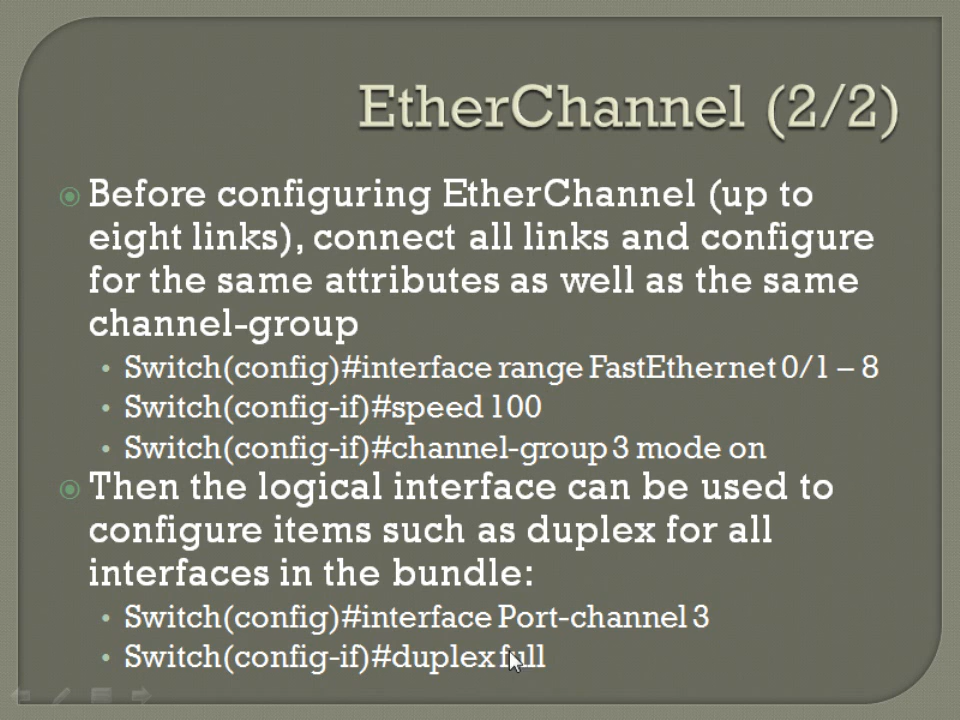 EtherChannel (2/2)
Before configuring EtherChannel (up to
eight links), connect all links and configure
for the same attributes as well as the same
channel-group
Switch(config)#interface range FastEthernet 0/1 – 8
Switch(config-if)#speed 100
Switch(config-if)#channel-group 3 mode on
Then the logical interface can be used to
configure items such as duplex for all
interfaces in the bundle:
Switch(config)#interface Port-channel 3
Switch(config-if)#duplex full